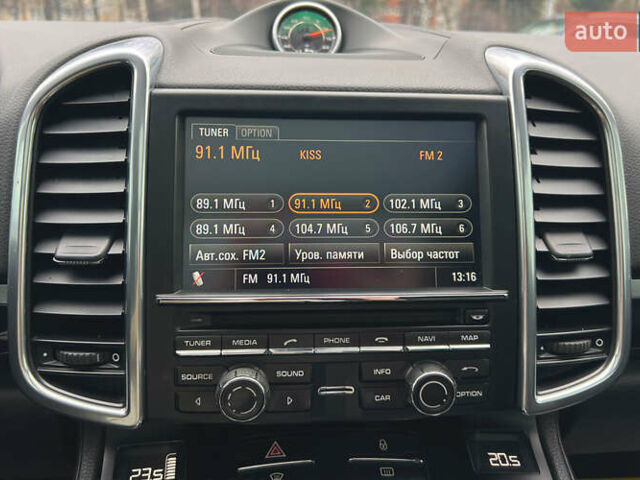 auto
TUNER OPTION
91.1 МГц KISS FM 2
89.1 МГц 1 91.1 МГц 2 102.1 МГц 3
89.1 МГц 4 104.7 МГц 5 106.7 МГц 6
Авт.сох. FM2 Уров. памяти Выбор частот
FM 91.1 МГц 13:16
TUNER MEDIA PHONE NAVI MAP
SOURCE SOUND INFO
CAR OPTION
23.5 20.5